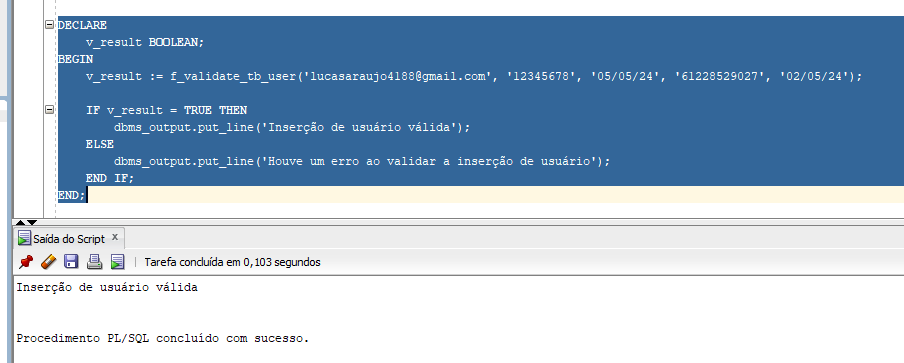 DECLARE
v_result BOOLEAN;
BEGIN
v_result := f_validate_tb_user('lucasaraujo4188@gmail.com', '12345678', '05/05/24', '61228529027', '02/05/24');
IF v_result = TRUE THEN
dbms_output.put_line('Inserção de usuário válida');
ELSE
dbms_output.put_line('Houve um erro ao validar a inserção de usuário');
END IF;
END;
Saída do Script x
Tarefa concluída em 0,103 segundos
Inserção de usuário válida
Procedimento PL/SQL concluído com sucesso.